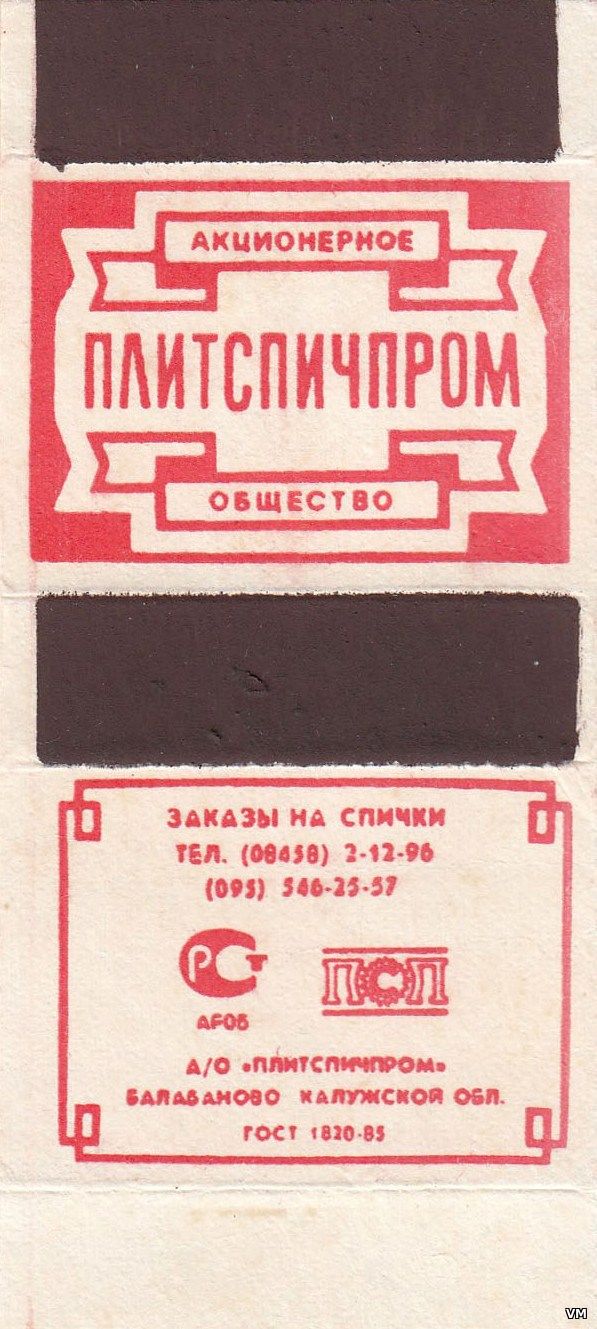 АКЦИОНЕРНОЕ
ПЛИТСПИЧПРОМ
ОБЩЕСТВО
ЗАКАЗЫ НА СПИЧКИ
ТЕЛ. (08458) 2-12-96
(095) 546-25-57
РСТ
ПСП
АЯ05
А/О «ПЛИТСПИЧПРОМ»
БАЛАБАНОВО КАЛУЖСКОЙ ОБЛ.
ГОСТ 1820-85
VM